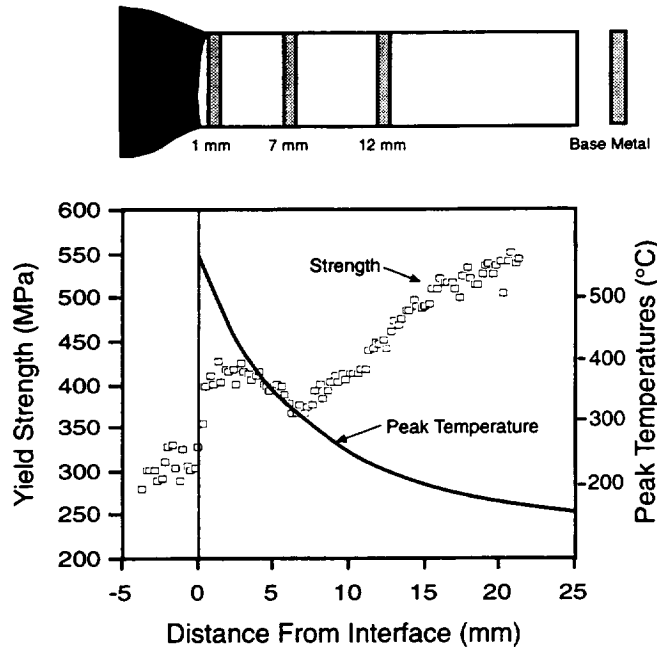 1 mm 7 mm 12 mm Base Metal
600
550
500
450
400
350
300
250
200
Yield Strength (MPa)
Strength
Peak Temperature
-500
-400
-300
-200
Peak Temperatures (°C)
-5 0 5 10 15 20 25
Distance From Interface (mm)